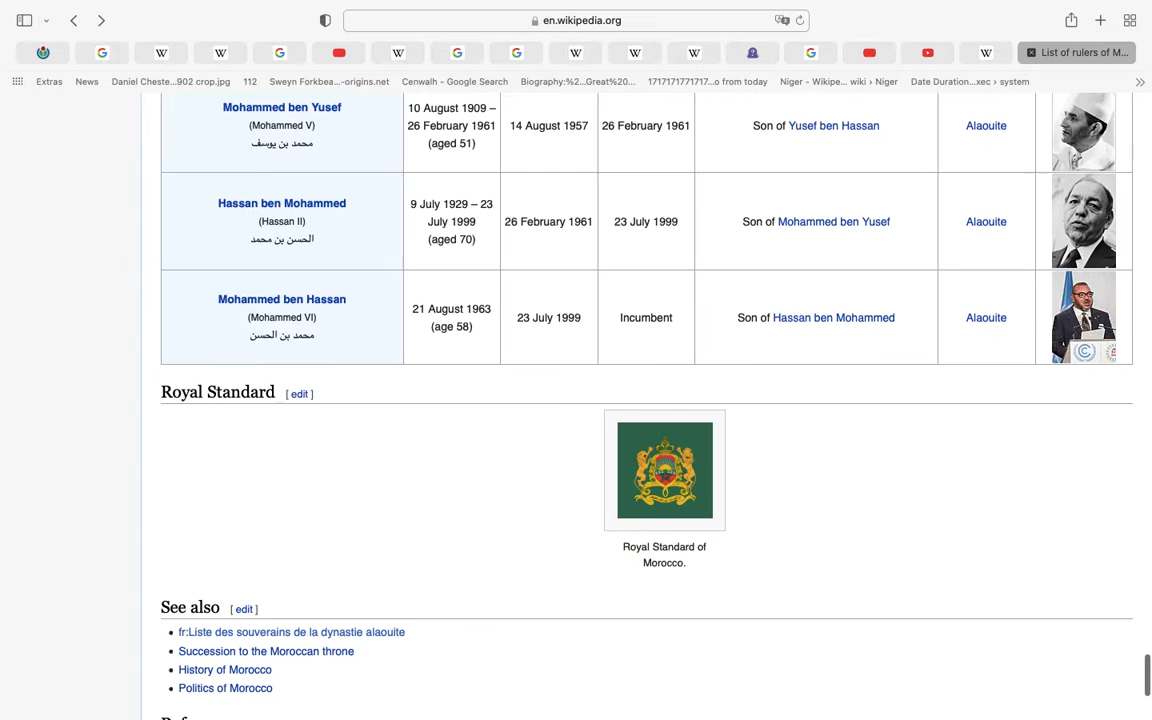 en.wikipedia.org
List of rulers of M...
Extras News Daniel Cheste...902 crop.jpg 112 Sweyn Forkbea...-origins.net Cenwalh - Google Search Biography:%2...Great%20... 1717171771717...o from today Niger - Wikipe... wiki › Niger Date Duration...xec › system
Mohammed ben Yusef
(Mohammed V)
محمد بن يوسف
10 August 1909 –
26 February 1961
(aged 51)
14 August 1957
26 February 1961
Son of Yusef ben Hassan
Alaouite
Hassan ben Mohammed
(Hassan II)
الحسن بن محمد
9 July 1929 – 23
July 1999
(aged 70)
26 February 1961
23 July 1999
Son of Mohammed ben Yusef
Alaouite
Mohammed ben Hassan
(Mohammed VI)
محمد بن الحسن
21 August 1963
(age 58)
23 July 1999
Incumbent
Son of Hassan ben Mohammed
Alaouite
Royal Standard [ edit ]
Royal Standard of
Morocco.
See also [ edit ]
• fr:Liste des souverains de la dynastie alaouite
• Succession to the Moroccan throne
• History of Morocco
• Politics of Morocco